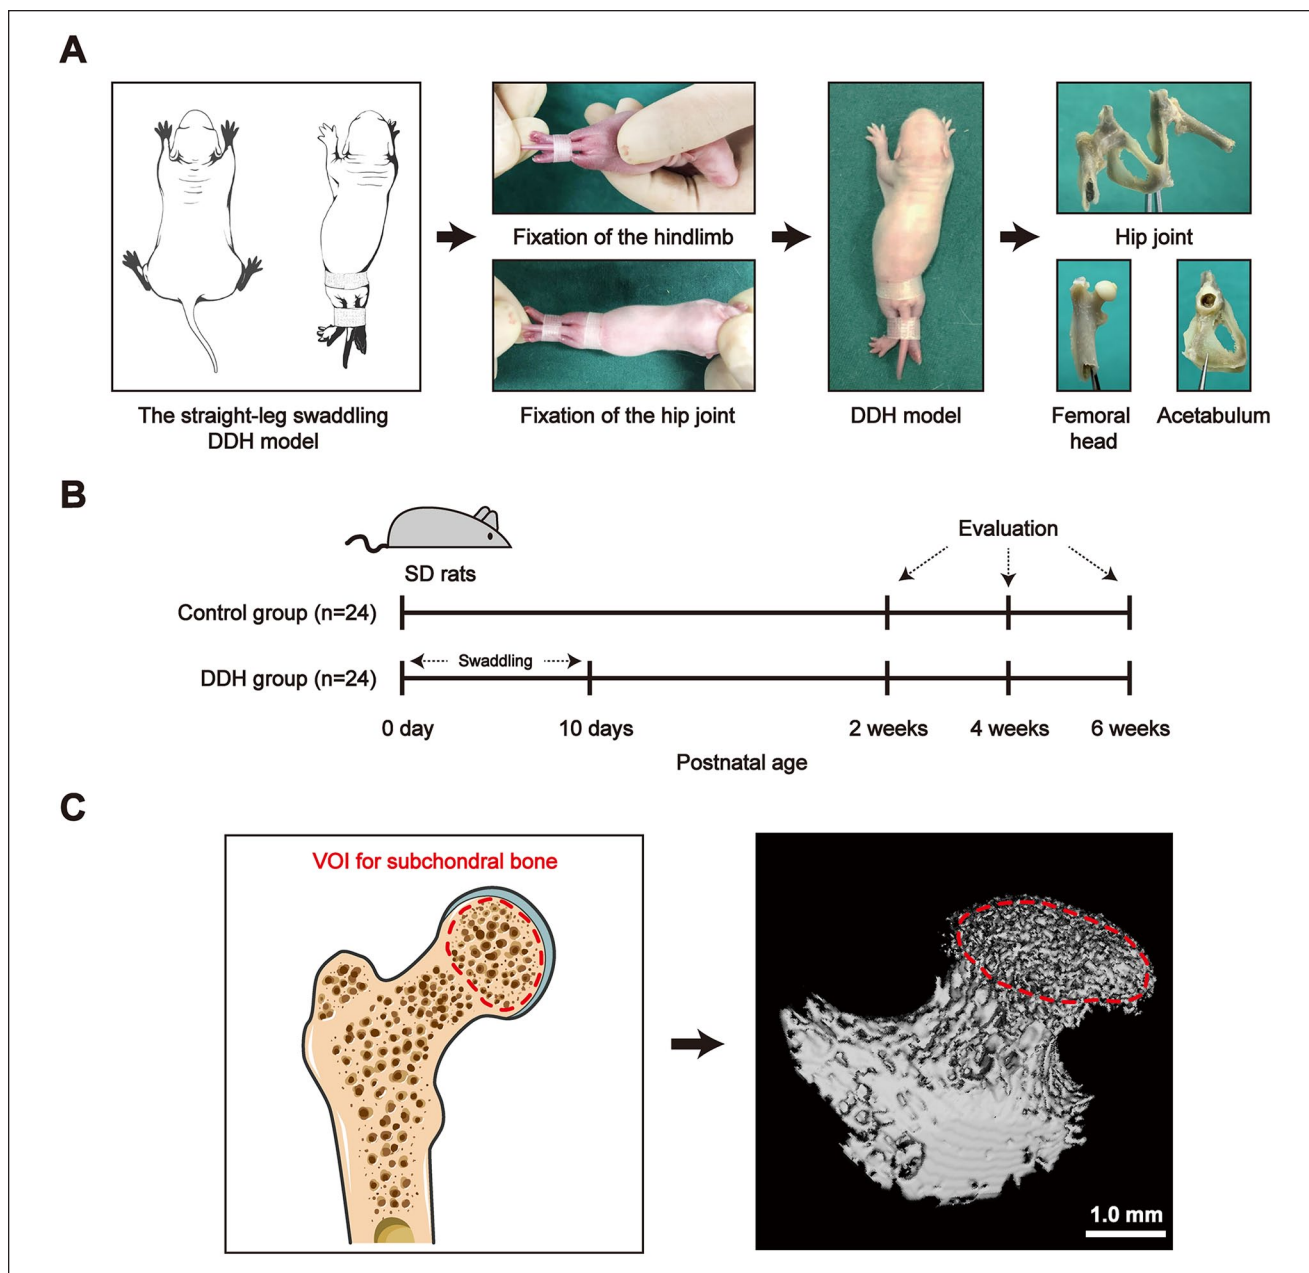 A
The straight-leg swaddling
DDH model
Fixation of the hindlimb
Fixation of the hip joint
DDH model
Hip joint
Femoral
head
Acetabulum
B
SD rats
Evaluation
Control group (n=24)
Swaddling
DDH group (n=24)
0 day
10 days
2 weeks
4 weeks
6 weeks
Postnatal age
C
VOI for subchondral bone
1.0 mm